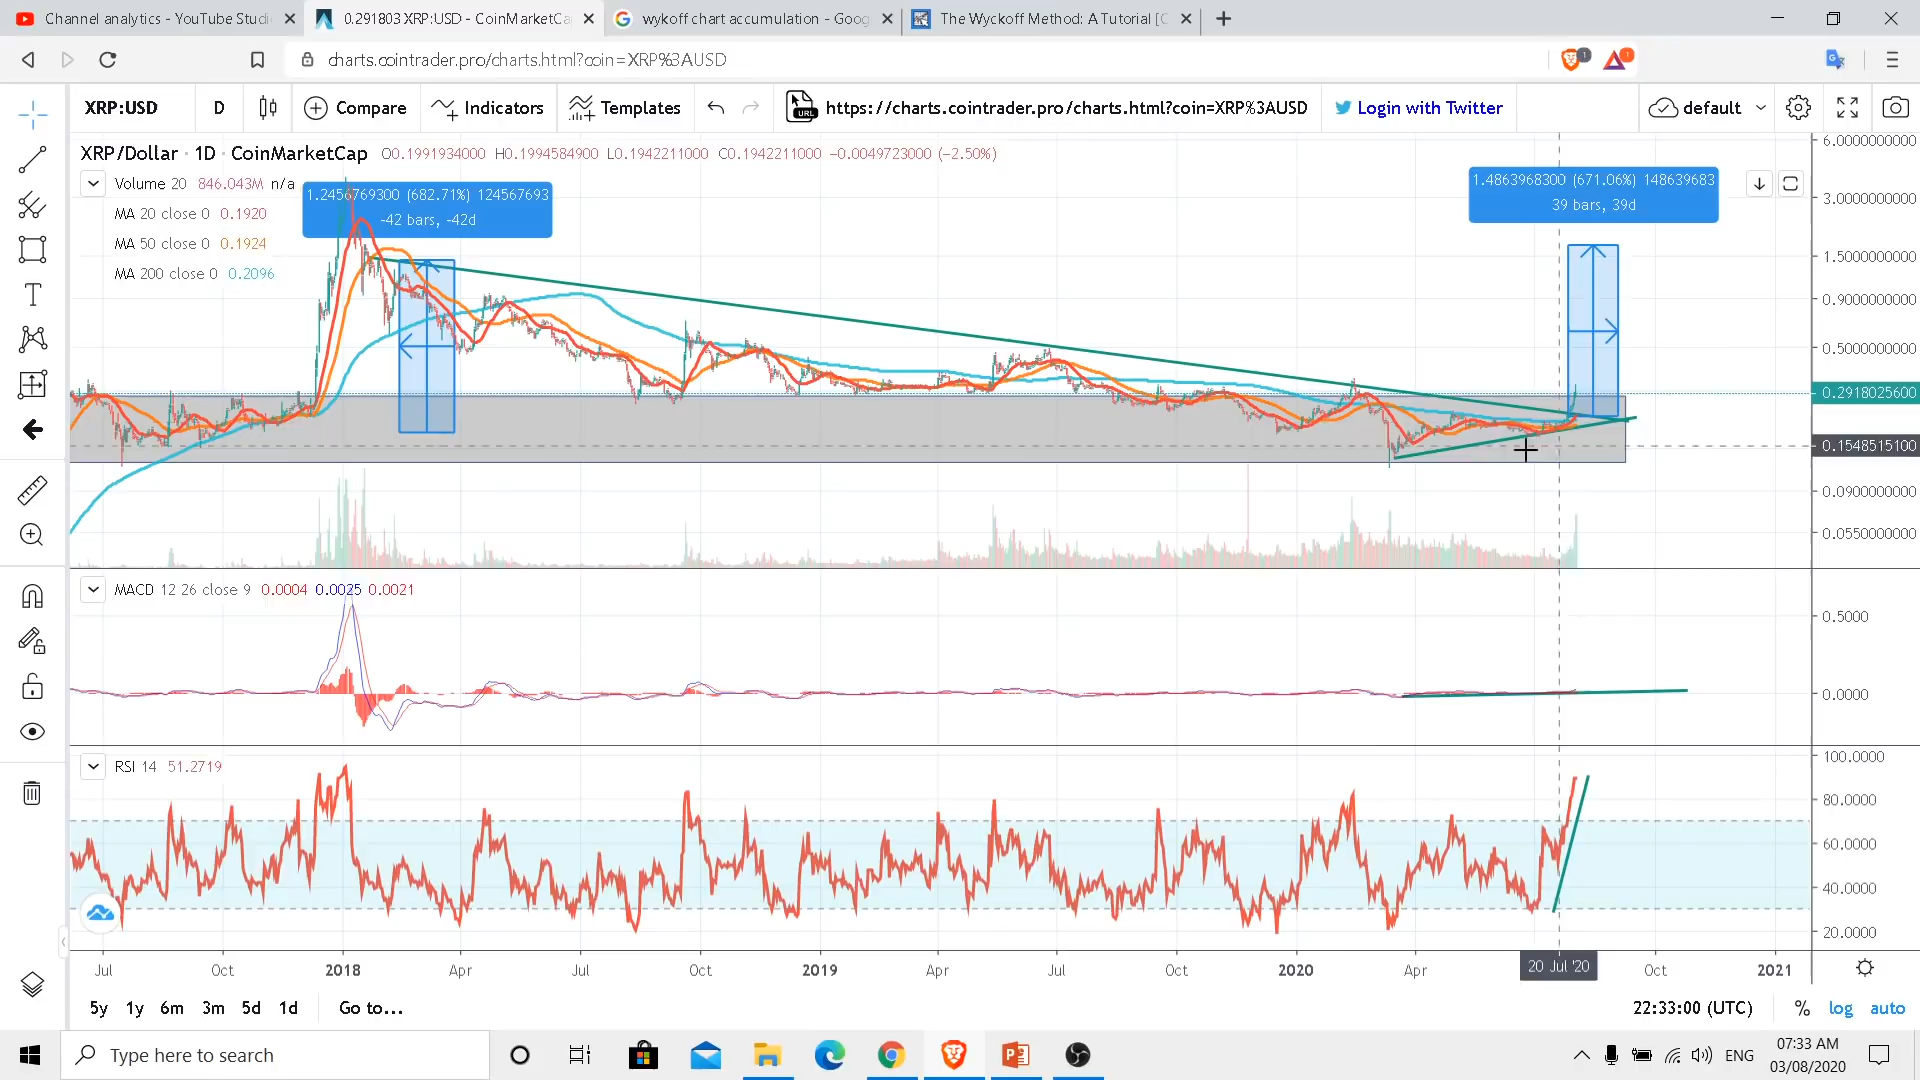 Channel analytics - YouTube Studi
0.291803 XRP:USD - CoinMarketCa
wykoff chart accumulation - Goog
The Wyckoff Method: A Tutorial [C
charts.cointrader.pro/charts.html?coin=XRP%3AUSD
1
1
XRP:USD
D
Compare
Indicators
Templates
URL
https://charts.cointrader.pro/charts.html?coin=XRP%3AUSD
Login with Twitter
default
XRP/Dollar · 1D · CoinMarketCap O0.1991934000 H0.1994584900 L0.1942211000 C0.1942211000 −0.0049723000 (−2.50%)
Volume 20 846.043M n/a
MA 20 close 0 0.1920
MA 50 close 0 0.1924
MA 200 close 0 0.2096
1.2456769300 (682.71%) 124567693
-42 bars, -42d
1.4863968300 (671.06%) 148639683
39 bars, 39d
6.0000000000
3.0000000000
1.5000000000
0.9000000000
0.5000000000
0.2918025600
0.1548515100
0.0900000000
0.0550000000
MACD 12 26 close 9 0.0004 0.0025 0.0021
0.5000
0.0000
RSI 14 51.2719
100.0000
80.0000
60.0000
40.0000
20.0000
Jul
Oct
2018
Apr
Jul
Oct
2019
Apr
Jul
Oct
2020
Apr
20 Jul '20
Oct
2021
5y 1y 6m 3m 5d 1d Go to...
22:33:00 (UTC) % log auto
Type here to search
ENG
07:33 AM
03/08/2020